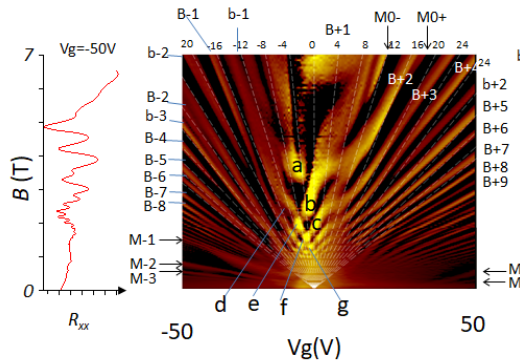 B-1 b-1 B+1 M0- M0+
7 Vg=-50V
20 -16 -12 -8 -4 0 4 8 12 16 20 24
b-2 B+4 24 b
B+2 b+2
B-2 B+3 B+5
b-3 B+6
B-4 a B+7
B-5 B+8
B-6 B+9
B-7 b
B-8 c
B (T)
M-1
M-2 M
M-3 M
0
d e f g
Rxx -50 50
Vg(V)